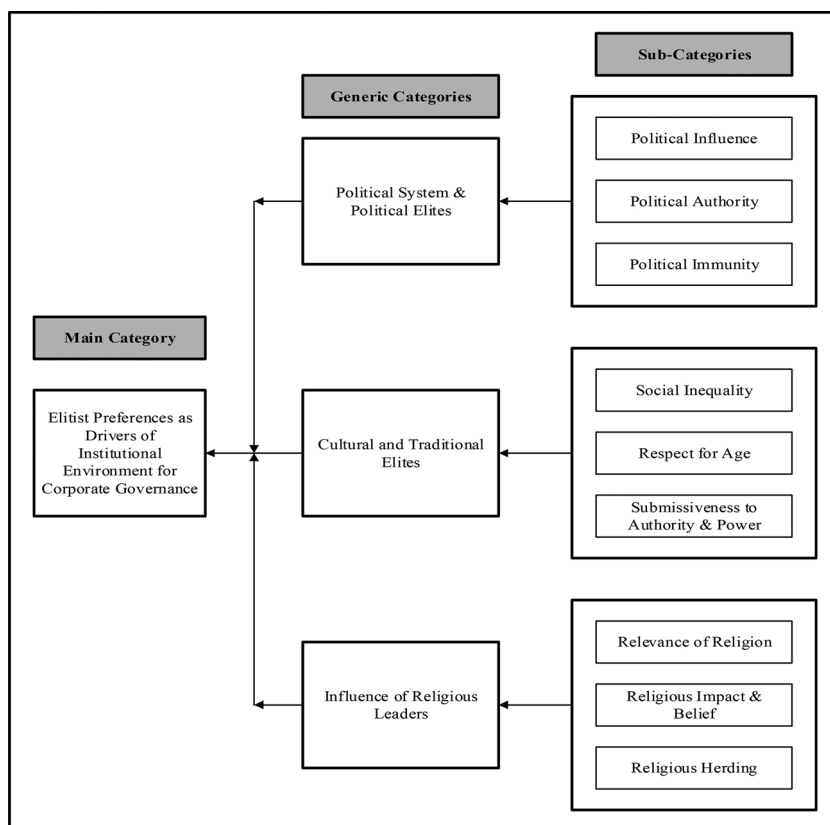 Sub-Categories
Generic Categories
Political Influence
Political System &
Political Elites
Political Authority
Political Immunity
Main Category
Social Inequality
Elitist Preferences as
Drivers of
Institutional
Environment for
Corporate Governance
Cultural and Traditional
Elites
Respect for Age
Submissiveness to
Authority & Power
Relevance of Religion
Influence of Religious
Leaders
Religious Impact &
Belief
Religious Herding